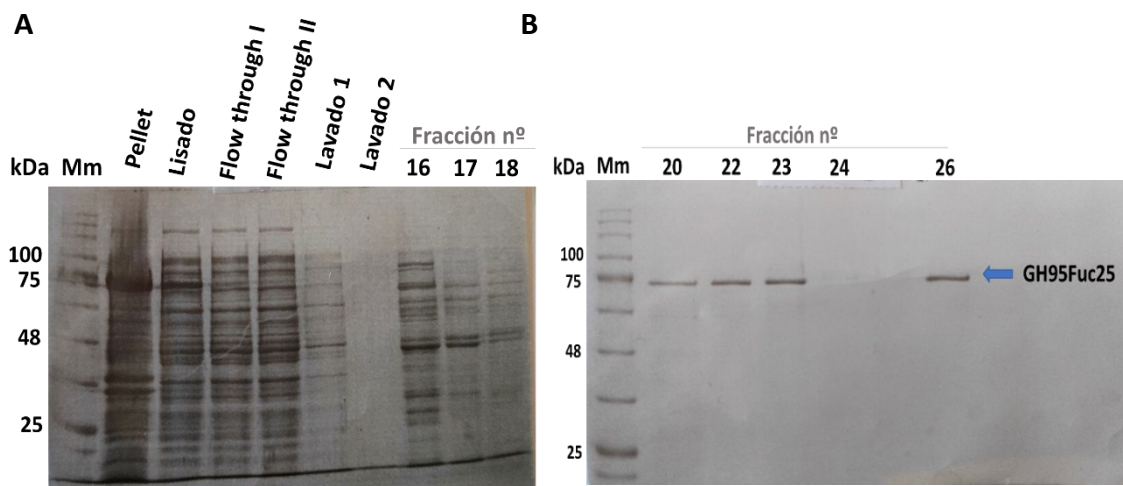 A
Pellet
Lisado
Flow through I
Flow through II
Lavado 1
Lavado 2
Fracción nº
kDa Mm 16 17 18
100
75
48
25
B
Fracción nº
kDa Mm 20 22 23 24 26
100
75
48
25
GH95Fuc25